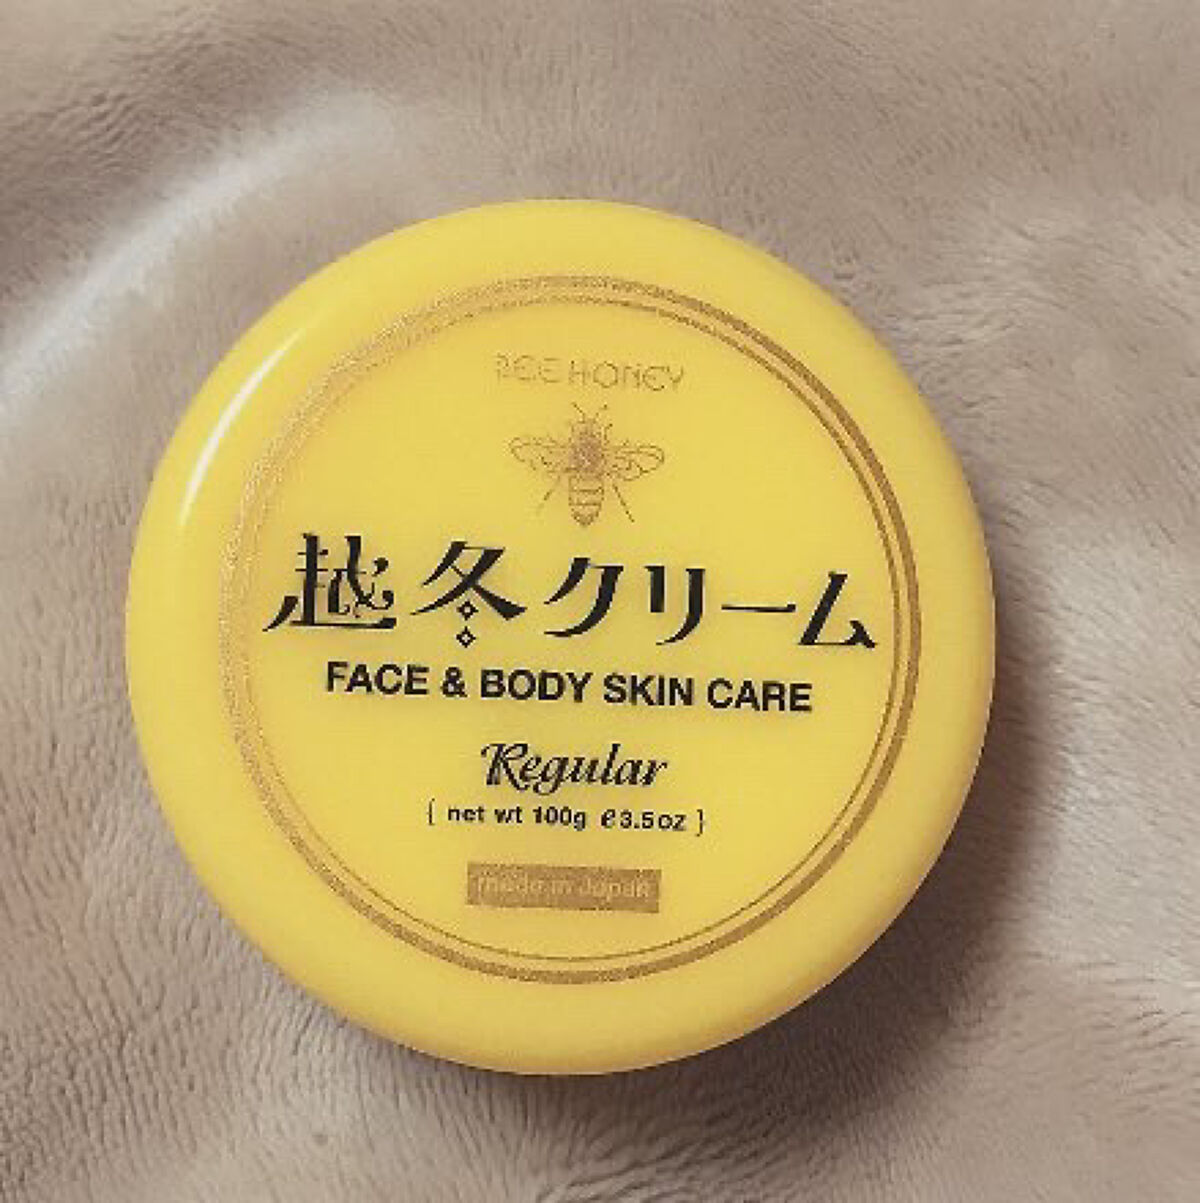 BEE HONEY
越冬クリーム
FACE & BODY SKIN CARE
Regular
{ net wt 100g e3.5oz }
made in Japan